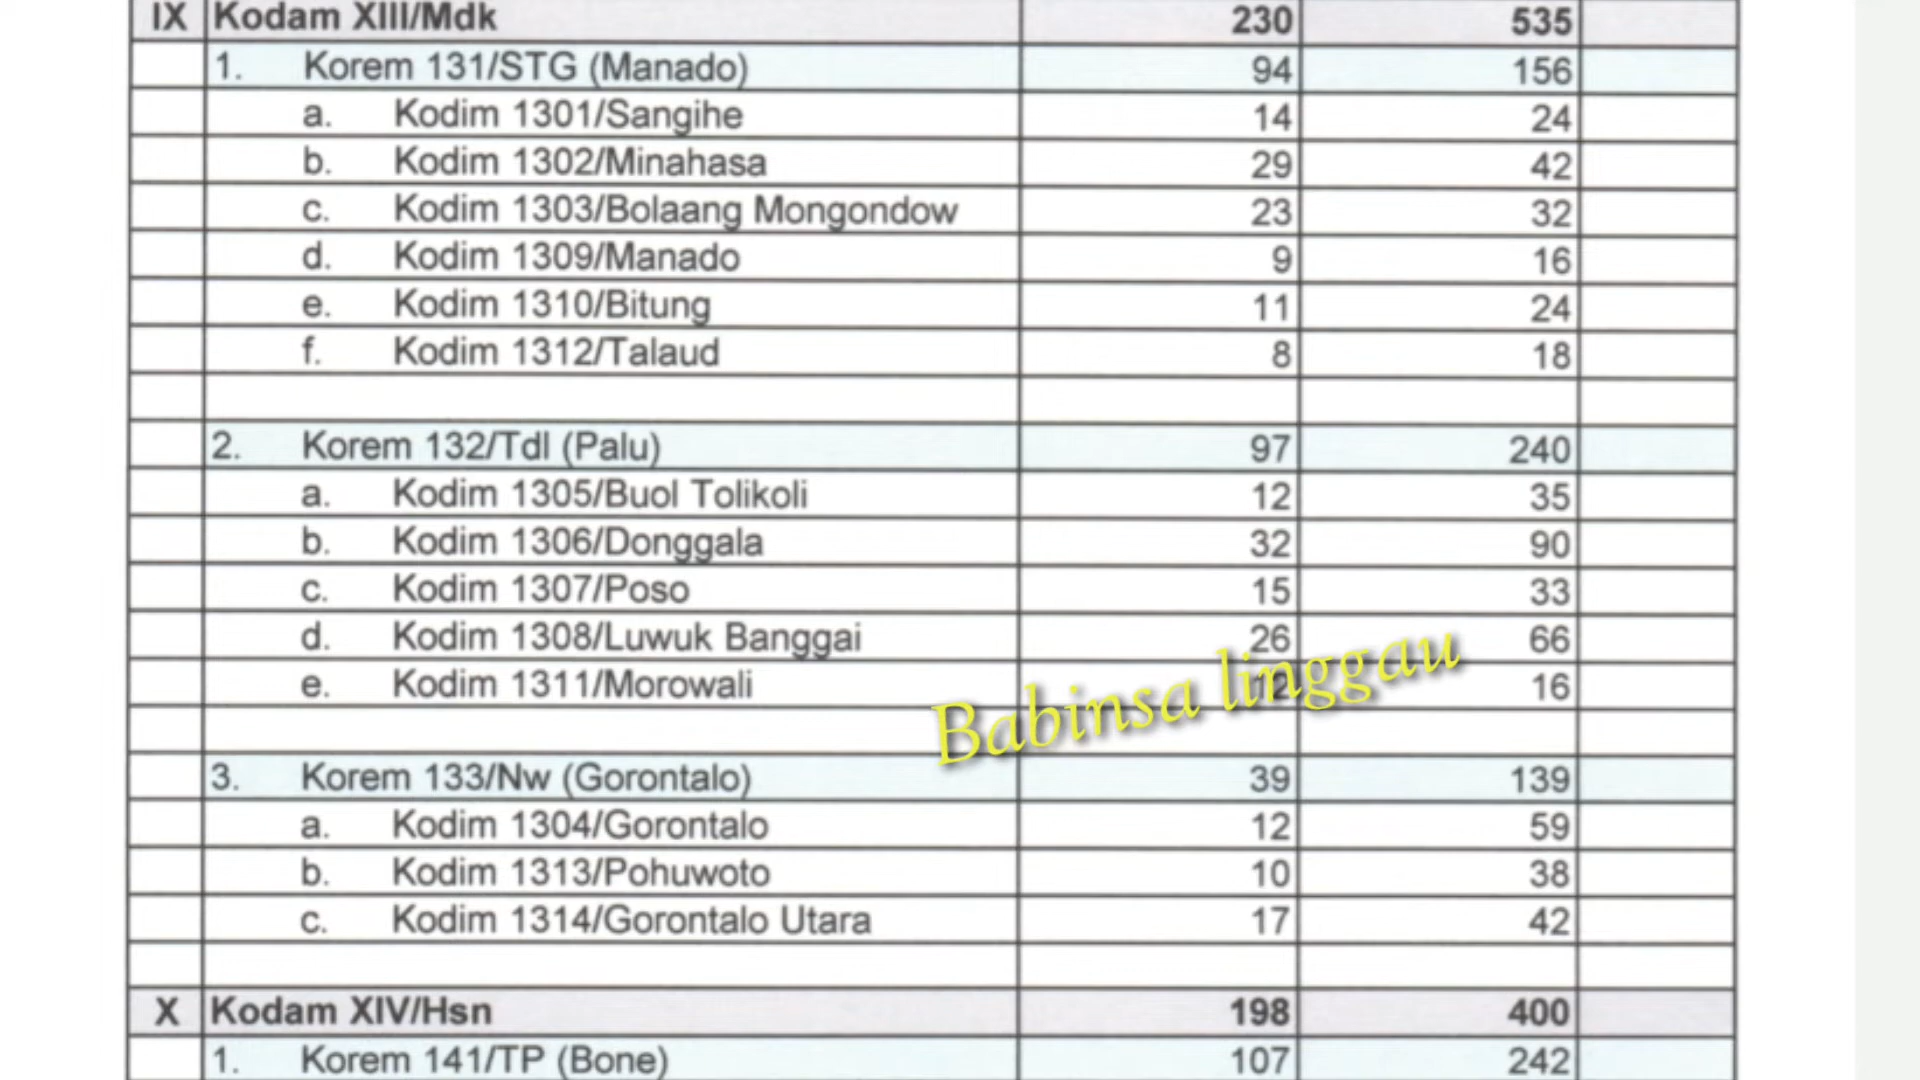 IX Kodam XIII/Mdk 230 535
1. Korem 131/STG (Manado) 94 156
a. Kodim 1301/Sangihe 14 24
b. Kodim 1302/Minahasa 29 42
c. Kodim 1303/Bolaang Mongondow 23 32
d. Kodim 1309/Manado 9 16
e. Kodim 1310/Bitung 11 24
f. Kodim 1312/Talaud 8 18
2. Korem 132/Tdl (Palu) 97 240
a. Kodim 1305/Buol Tolikoli 12 35
b. Kodim 1306/Donggala 32 90
c. Kodim 1307/Poso 15 33
d. Kodim 1308/Luwuk Banggai 26 66
e. Kodim 1311/Morowali 12 16
Babinsa linggau
3. Korem 133/Nw (Gorontalo) 39 139
a. Kodim 1304/Gorontalo 12 59
b. Kodim 1313/Pohuwoto 10 38
c. Kodim 1314/Gorontalo Utara 17 42
X Kodam XIV/Hsn 198 400
1. Korem 141/TP (Bone) 107 242